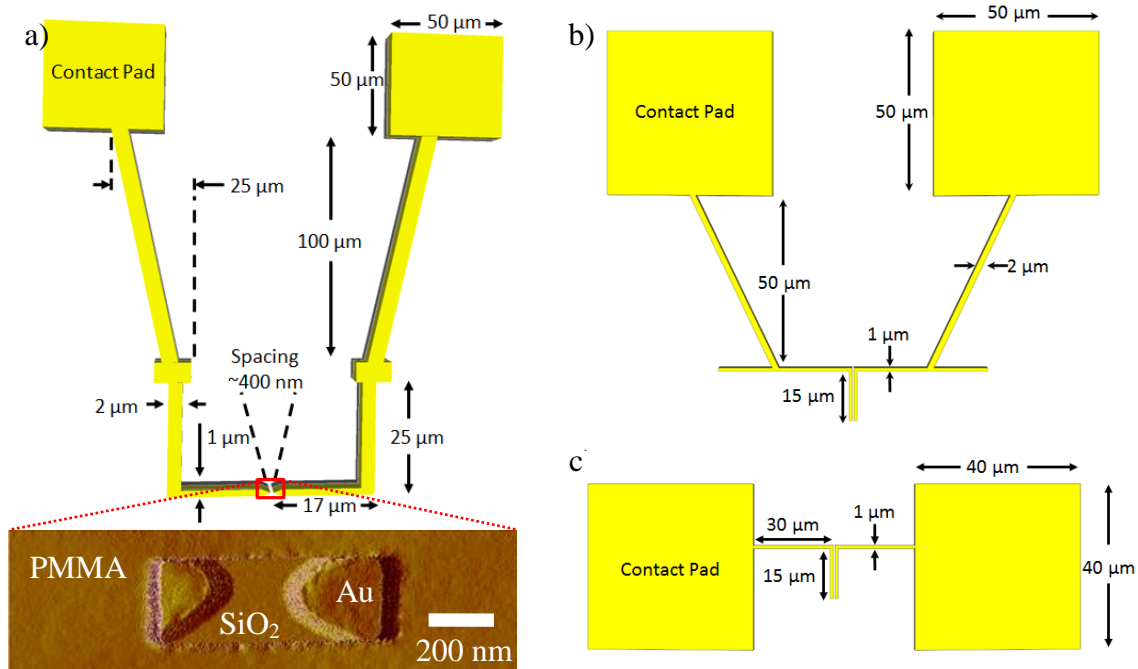 a)
50 µm
Contact Pad
50 µm
25 µm
100 µm
Spacing
~400 nm
2 µm
1 µm
25 µm
17 µm
PMMA
SiO₂
Au
200 nm
b)
50 µm
Contact Pad
50 µm
50 µm
2 µm
1 µm
15 µm
c
40 µm
30 µm
1 µm
Contact Pad
15 µm
40 µm